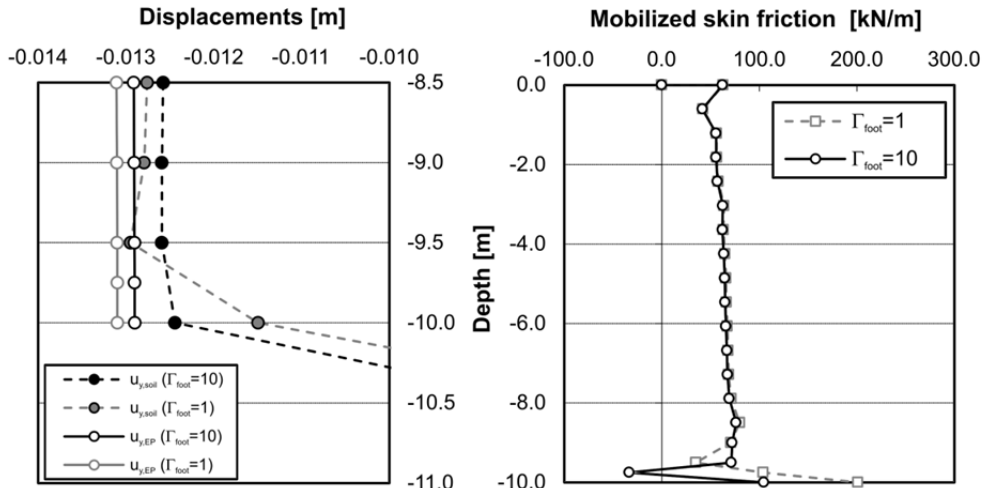 Displacements [m]
-0.014 -0.013 -0.012 -0.011 -0.010
-8.5
-9.0
-9.5
-10.0
-10.5
-11.0
u_y,soil (Γ_foot=10)
u_y,soil (Γ_foot=1)
u_y,EP (Γ_foot=10)
u_y,EP (Γ_foot=1)
Mobilized skin friction [kN/m]
-100.0 0.0 100.0 200.0 300.0
Depth [m]
0.0
-2.0
-4.0
-6.0
-8.0
-10.0
Γ_foot=1
Γ_foot=10